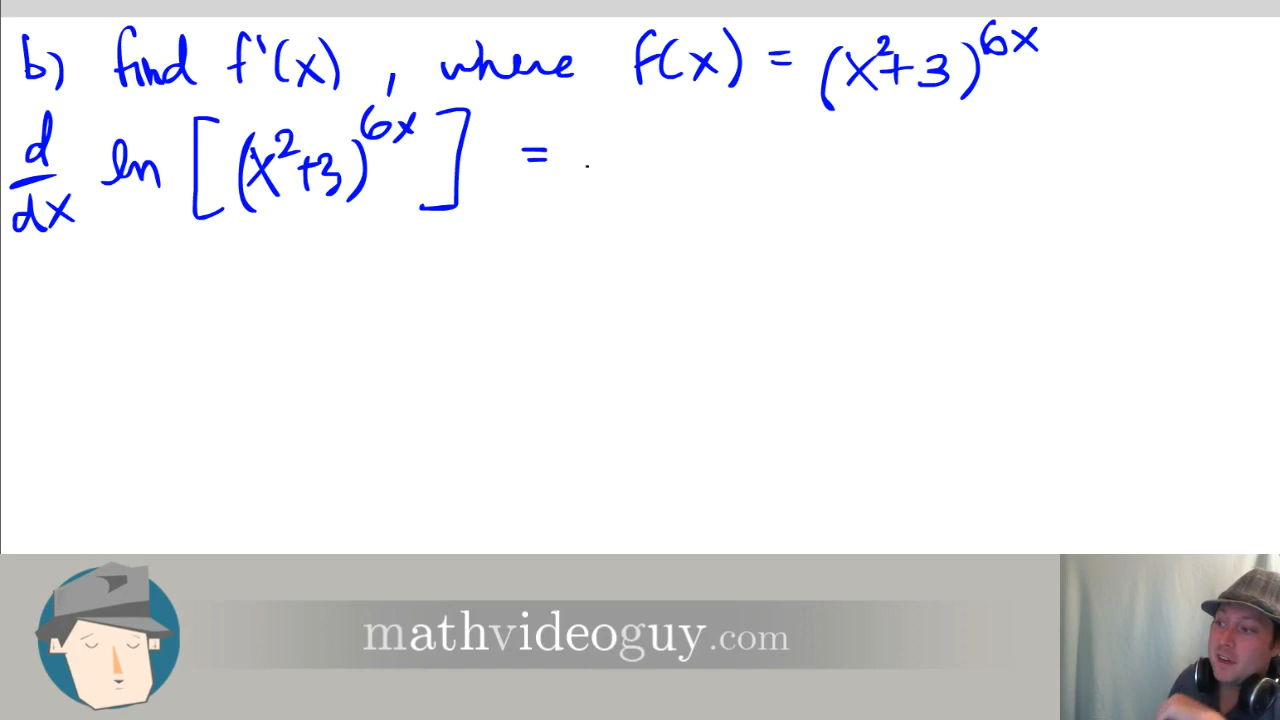 b) find f'(x), where f(x) = (x²+3)^6x
d/dx ln [(x²+3)^6x] =
mathvideoguy.com